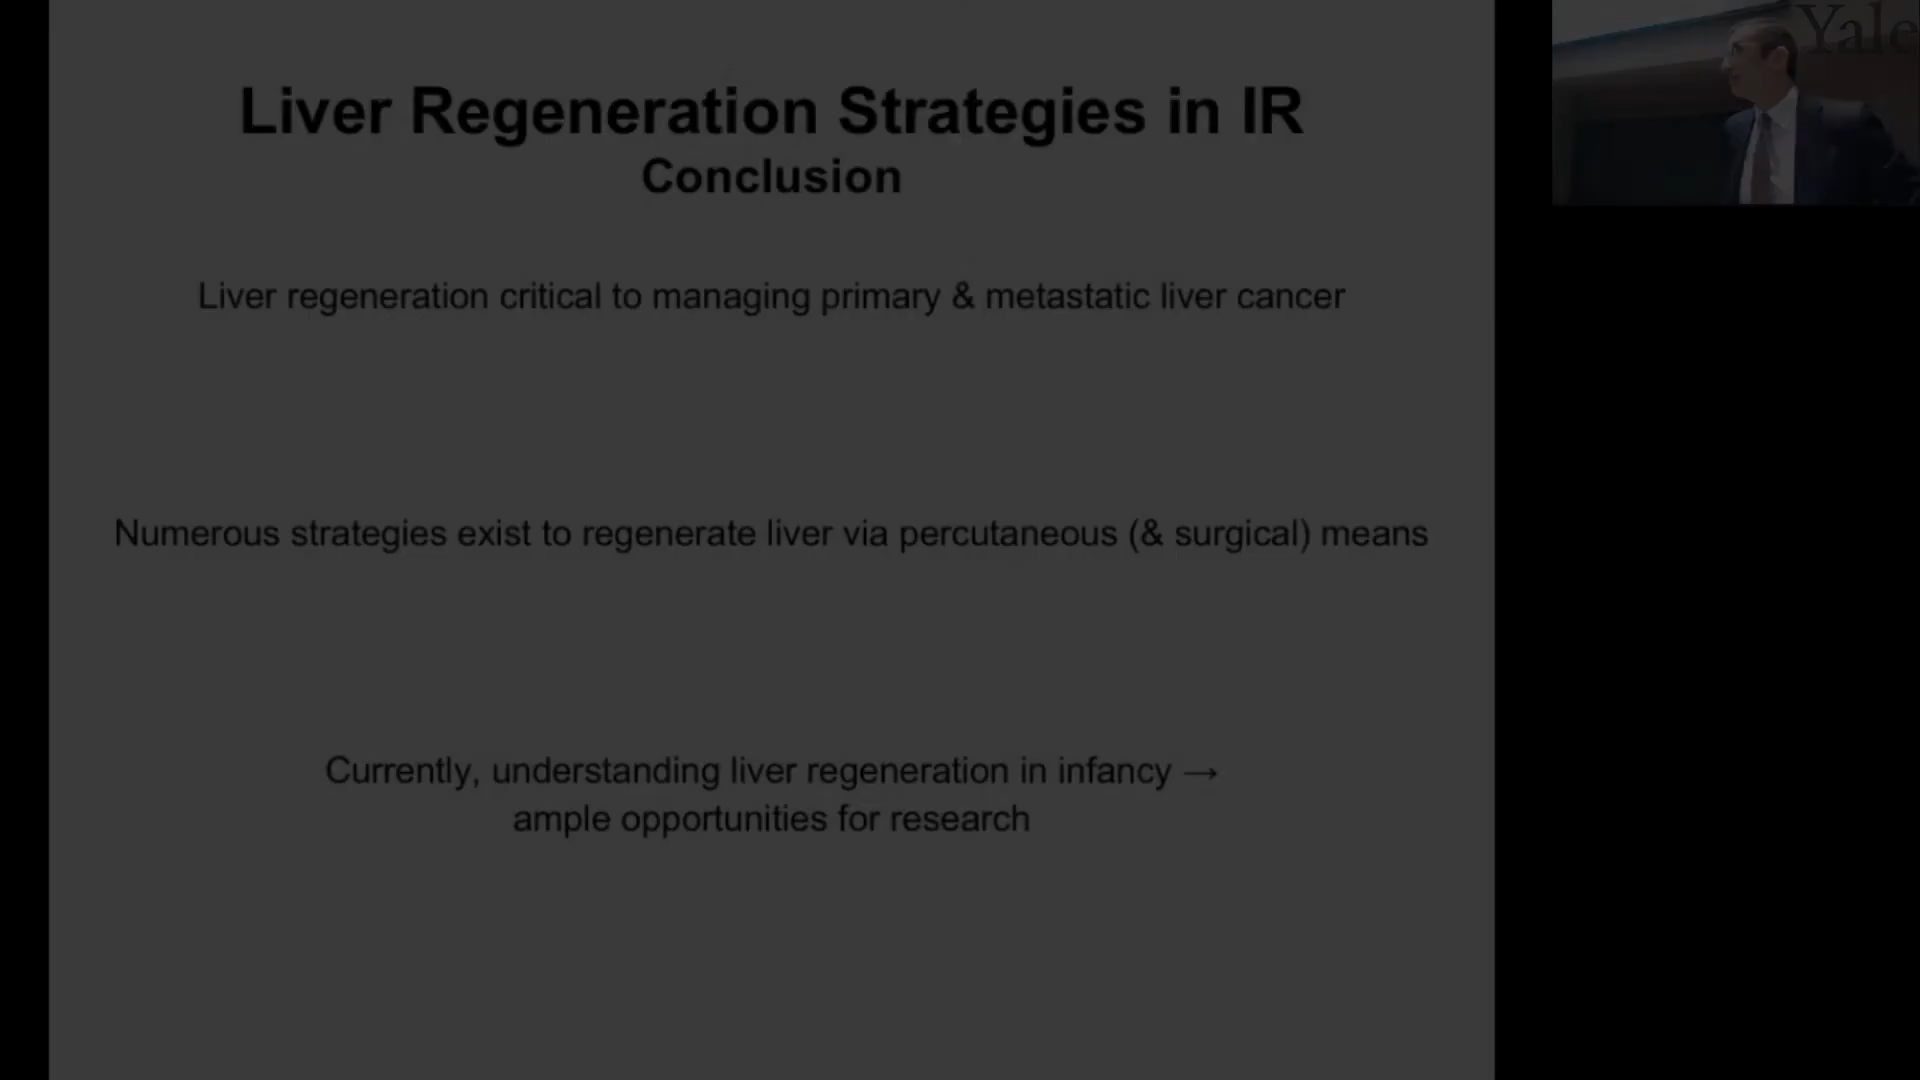 Liver Regeneration Strategies in IR
Conclusion
Liver regeneration critical to managing primary & metastatic liver cancer
Numerous strategies exist to regenerate liver via percutaneous (& surgical) means
Currently, understanding liver regeneration in infancy →
ample opportunities for research
Yale